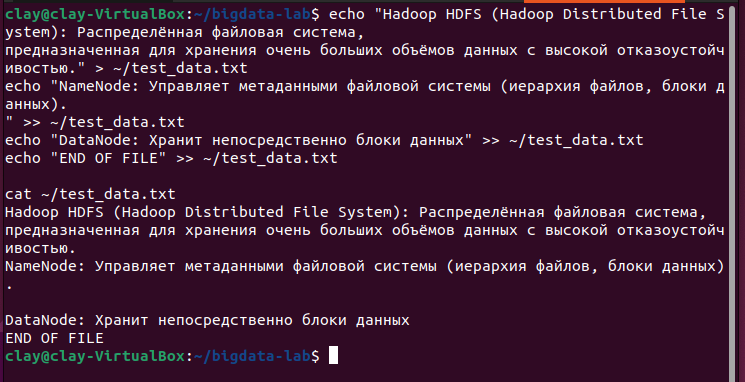 clay@clay-VirtualBox:~/bigdata-lab$ echo "Hadoop HDFS (Hadoop Distributed File S
ystem): Распределённая файловая система,
предназначенная для хранения очень больших объёмов данных с высокой отказоустойч
ивостью." > ~/test_data.txt
echo "NameNode: Управляет метаданными файловой системы (иерархия файлов, блоки д
анных).
" >> ~/test_data.txt
echo "DataNode: Хранит непосредственно блоки данных" >> ~/test_data.txt
echo "END OF FILE" >> ~/test_data.txt

cat ~/test_data.txt
Hadoop HDFS (Hadoop Distributed File System): Распределённая файловая система,
предназначенная для хранения очень больших объёмов данных с высокой отказоустойч
ивостью.
NameNode: Управляет метаданными файловой системы (иерархия файлов, блоки данных)
.

DataNode: Хранит непосредственно блоки данных
END OF FILE
clay@clay-VirtualBox:~/bigdata-lab$